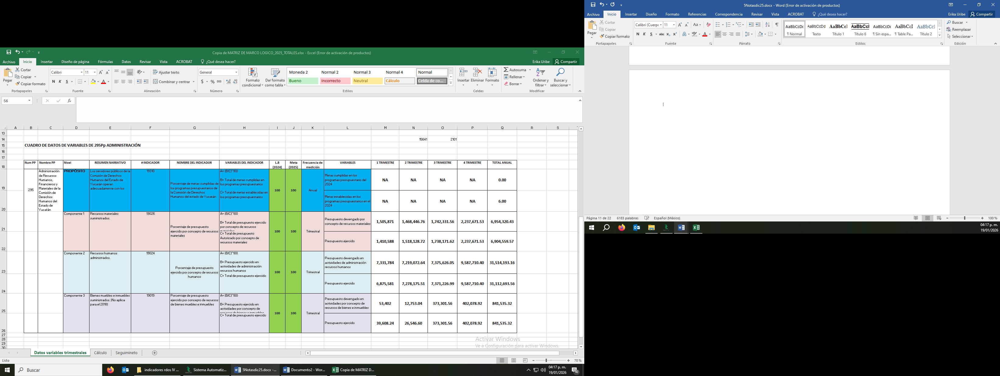 Copia de MATRIZ DE MARCO LOGICO_2025_TOTALES.xlsx - Excel (Error de activación de productos)
Archivo Inicio Insertar Diseño de página Fórmulas Datos Revisar Vista ACROBAT ¿Qué desea hacer? Erika Uribe Compartir
Pegar
Cortar
Copiar
Copiar formato
Calibri 11
N K S
Ajustar texto
Combinar y centrar
General
$ % 000
Formato condicional
Dar formato como tabla
Moneda 2 Normal 2 Normal 3 Normal 4 Normal
Bueno Incorrecto Neutral Cálculo Celda de co...
Insertar Eliminar Formato
Autosuma
Rellenar
Borrar
Ordenar y filtrar
Buscar y seleccionar
Portapapeles Fuente Alineación Número Estilos Celdas Modificar
S6 fx
A B C D E F G H I J K L M N O P Q R S
13
14 15641 2101
15 CUADRO DE DATOS DE VARIABLES DE 295Pp ADMINISTRACIÓN
16
17
18 Num PP Nombre PP Nivel RESUMEN NARRATIVO # INDICADOR NOMBRE DEL INDICADOR VARIABLES DEL INDICADOR L.B (2024) Meta (2025) Frecuencia de medición VARIABLES 1 TRIMESTRE 2 TRIMESTRE 3 TRIMESTRE 4 TRIMESTRE TOTAL ANUAL
295
Administración de Recursos Humanos, Financieros y Materiales de la Comisión de Derechos Humanos del Estado de Yucatán
PROPÓSITO
Los servidores públicos de la Comisión de Derechos Humanos del Estado de Yucatán operan adecuadamente con los
19310
Porcentaje de metas cumplidas de los programas presupuestarios de la Comisión de Derechos Humanos del estado de Yucatán
A= (B/C)*100
B= Total de metas cumplidas en los programas presupuestarios
C= Total de metas establecidas en los programas presupuestarios
100 100 Anual
19 Metas cumplidas en los programas presupuestario del 2024 NA NA NA NA 0.00
20 Metas establecidas en los programas presupuestarios en el 2024 NA NA NA NA 6.00
Componente 1
Recursos materiales suministrados.
19026
Porcentaje de presupuesto ejercido por concepto de recursos materiales
A= (B/C)*100
B= Total de presupuesto ejercido por concepto de recursos materiales
C= Total de presupuesto Autorizado por concepto de recursos materiales
100 100 Trimestral
21 Presupuesto devengado por concepto de recursos materiales 1,505,871 1,468,446.76 1,742,331.56 2,237,671.53 6,954,320.43
22 Presupuesto ejercido 1,410,588 1,518,128.72 1,738,171.62 2,237,671.53 6,904,559.57
Componente 2
Recursos humanos administrados.
19024
Porcentaje de presupuesto ejercido por concepto de recursos humanos
A= (B/C)*100
B= Presupuesto ejercido en actividades de administración recursos humanos
C= Total de presupuesto ejercido
100 100 Trimestral
23 Presupuesto devengado en actividades de administración recursos humanos 7,331,784 7,219,072.64 7,375,626.05 9,587,710.40 31,514,193.16
24 Presupuesto ejercido 6,875,581 7,278,175.51 7,371,226.99 9,587,710.40 31,112,693.56
Componente 3
Bienes muebles e inmuebles suministrados. (No aplica para el 2018)
19019
Porcentaje de presupuesto ejercido por concepto de recursos de bienes muebles e inmuebles
A= (B/C)*100
B= Presupuesto ejercido en actividades por concepto de recursos de bienes e inmuebles
C= Total de presupuesto ejercido
100 100 Trimestral
25 Presupuesto devengado en actividades por concepto de recursos de bienes e inmuebles 53,402 12,753.04 373,301.56 402,078.92 841,535.32
26 Presupuesto ejercido 39,608.24 26,546.60 373,301.56 402,078.92 841,535.32
27
28
29
30
Activar Windows
Ve a Configuración para activar Windows.
Datos variables trimestrales Cálculo Seguimineto
Listo 70 %
Buscar indicadores rdos IV ... Sistema Automatiz... 5Notasdic25.docx -... Documento2 - Wor... Copia de MATRIZ D...
04:17 p. m.
19/01/2026
10
5Notasdic25.docx - Word (Error de activación de productos)
Archivo Inicio Insertar Diseño Formato Referencias Correspondencia Revisar Vista ACROBAT ¿Qué desea hacer? Erika Uribe Compartir
Pegar
Cortar
Copiar
Copiar formato
Calibri (Cuerpo 11
Aa
N K S abc x₂ x²
AaBbCcDc AaBbCcDd AaBbCcI AaBbCcI AaBbCcDc AaBbCcI AaBbCcI
¶ Normal Texto Título 1 Título 6 ¶ Sin espa... ¶ Table Pa... Título 2
Buscar
Reemplazar
Seleccionar
Portapapeles Fuente Párrafo Estilos Edición
Página 11 de 22 6183 palabras Español (México) 100 %
04:17 p. m.
19/01/2026